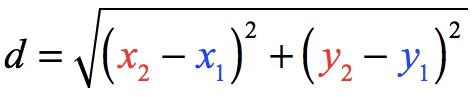 d = √((x₂ − x₁)² + (y₂ − y₁)²)